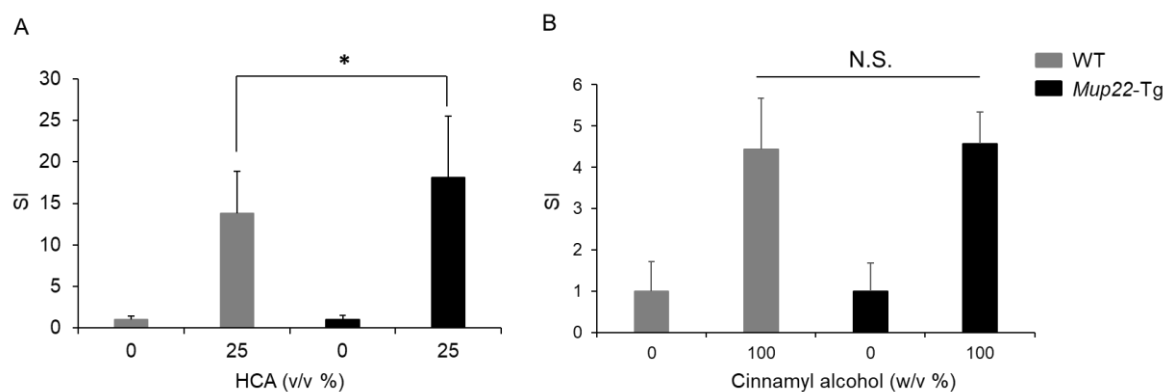 A
30
25
20
15
10
5
0
SI
*
0 25 0 25
HCA (v/v %)
B
6
5
4
3
2
1
0
SI
N.S.
0 100 0 100
Cinnamyl alcohol (w/v %)
WT
Mup22-Tg